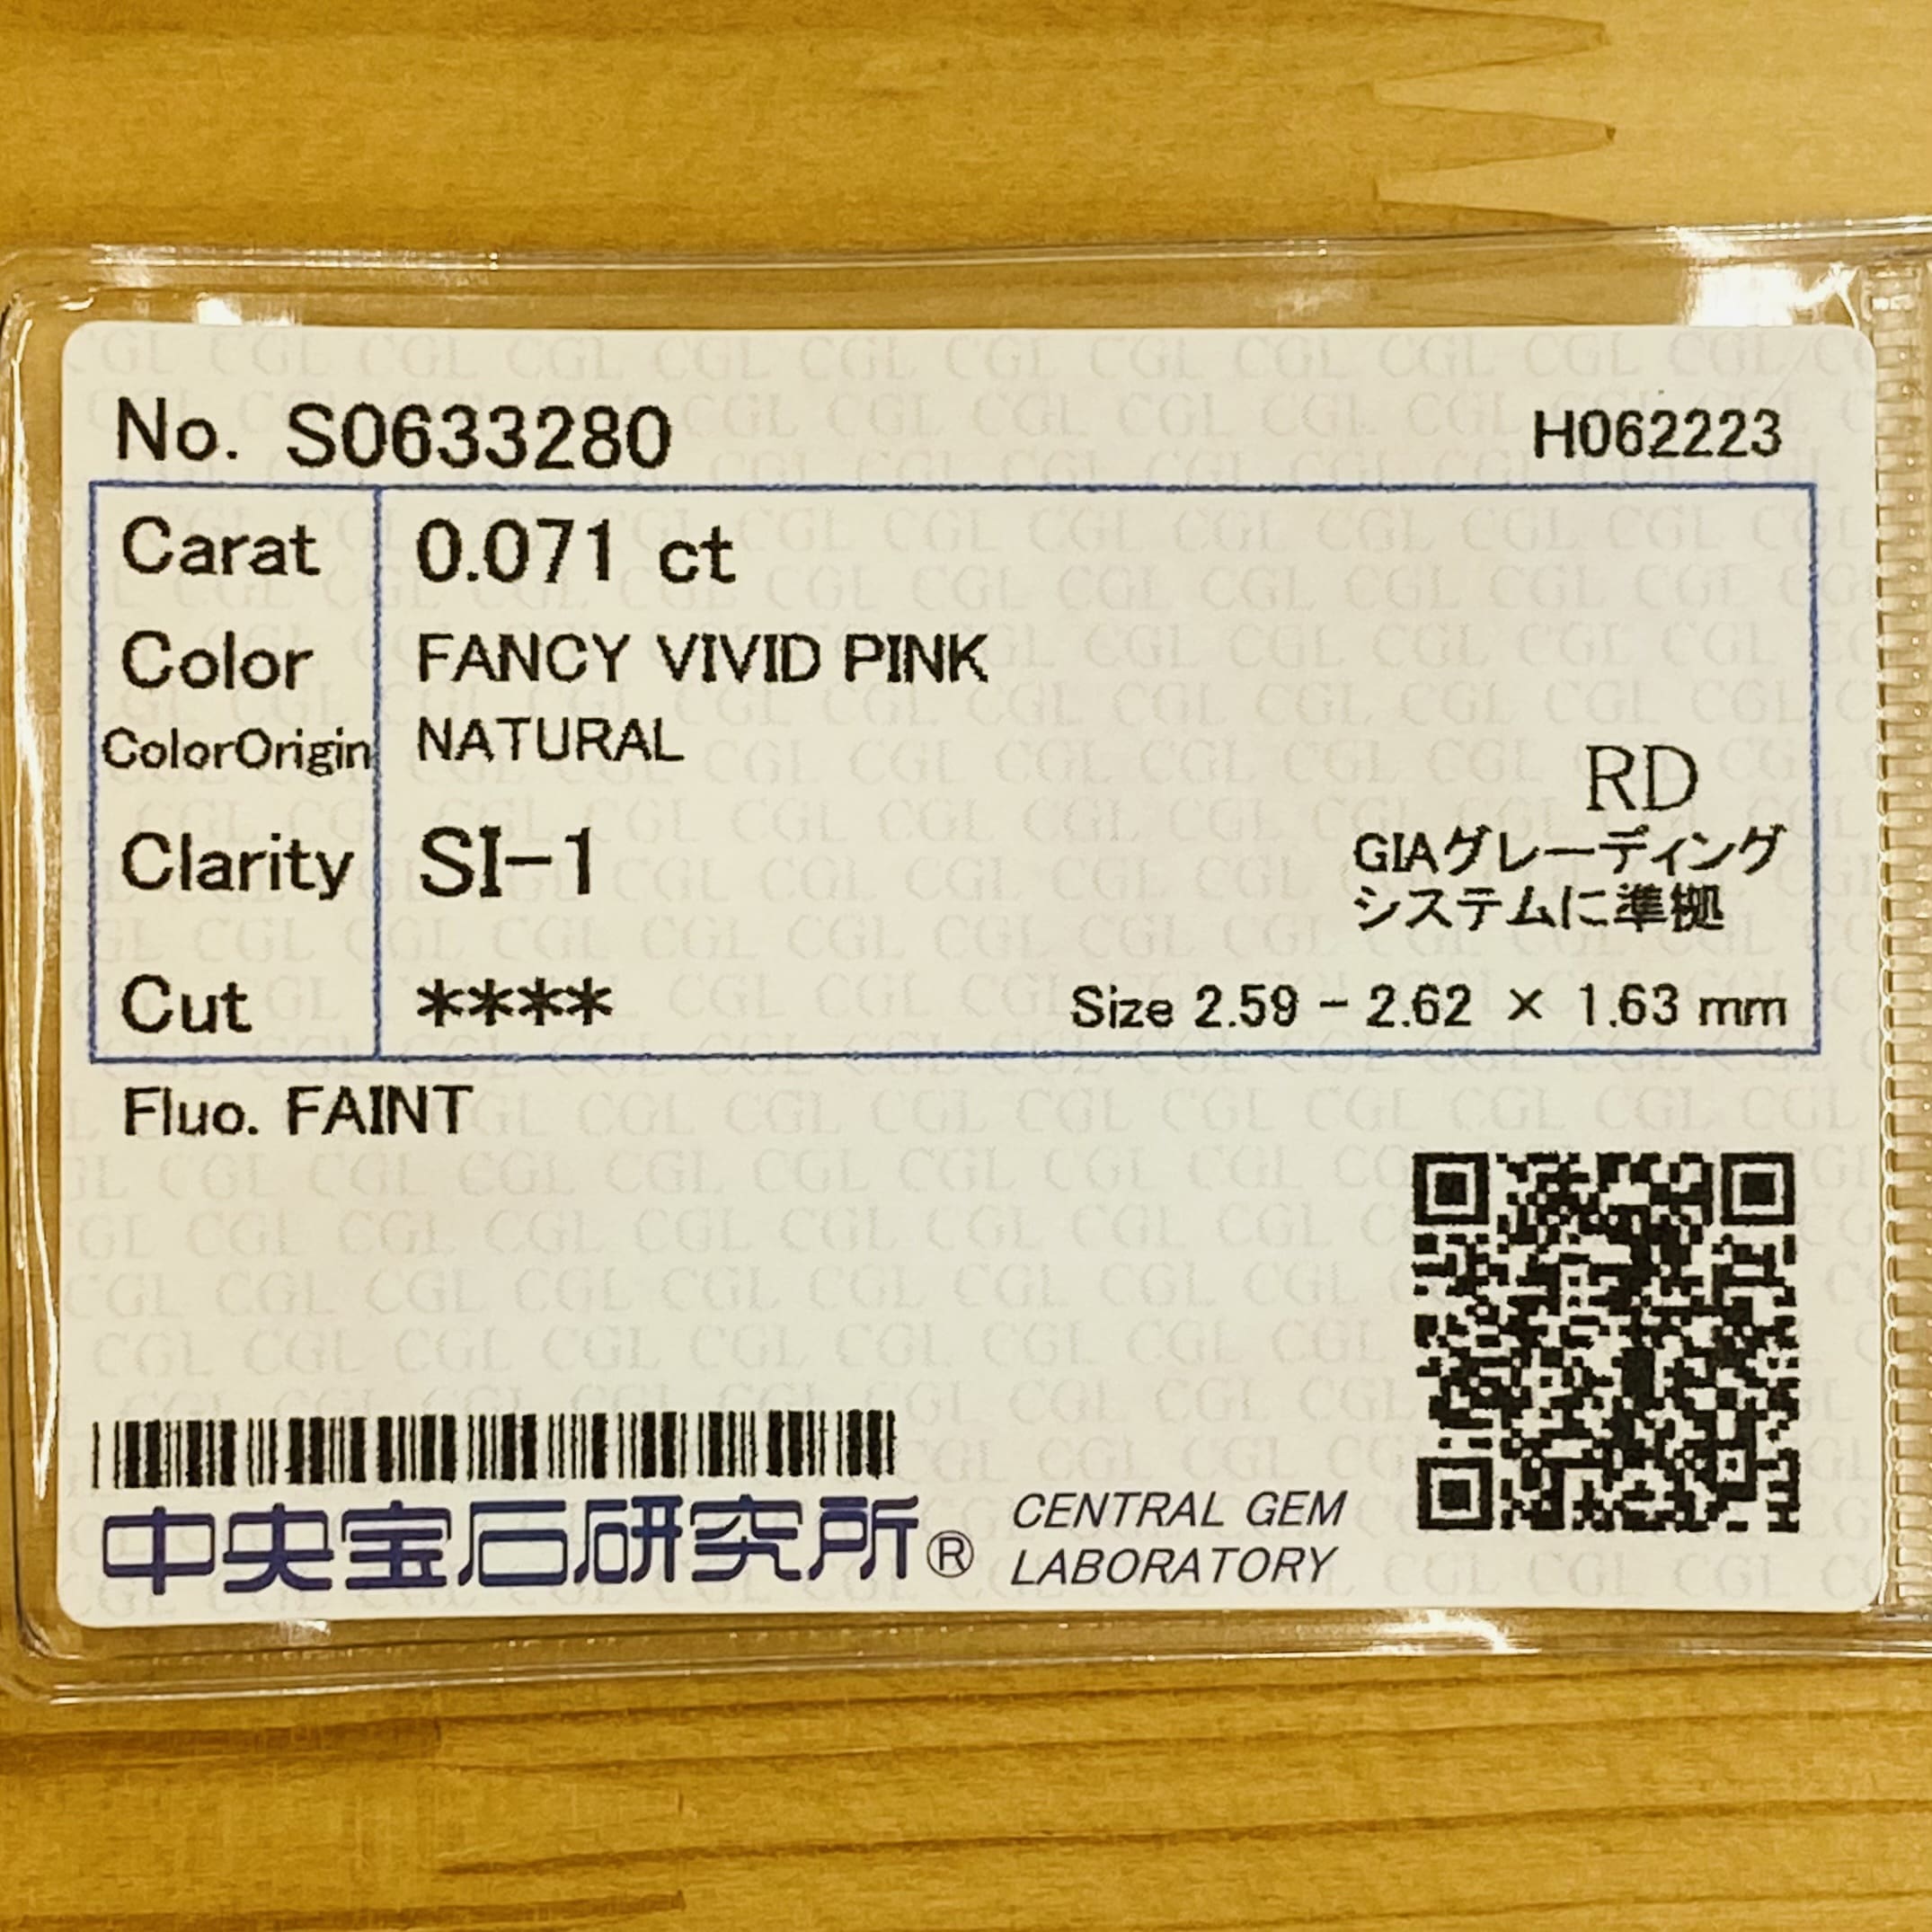 No. S0633280 H062223
Carat 0.071 ct
Color FANCY VIVID PINK
ColorOrigin NATURAL
RD
Clarity SI-1
GIAグレーディング
システムに準拠
Cut **** Size 2.59 - 2.62 × 1.63 mm
Fluo. FAINT
中央宝石研究所® CENTRAL GEM
LABORATORY